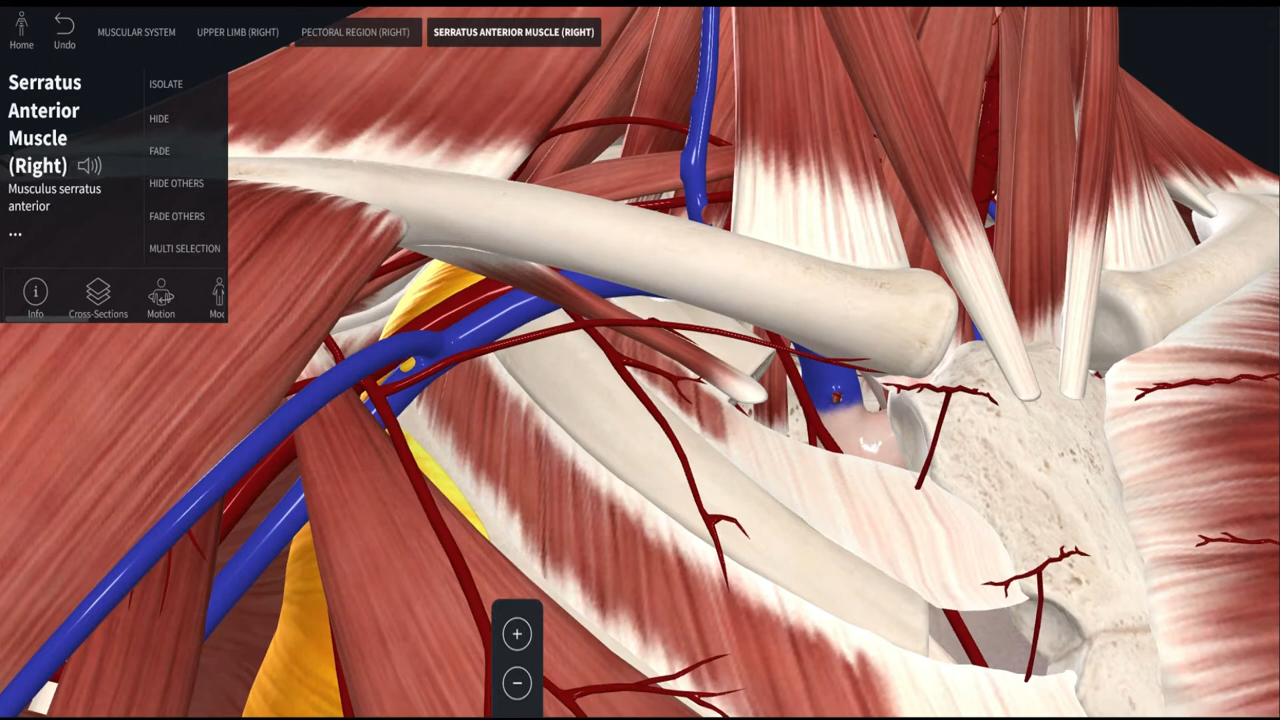 Home
Undo
MUSCULAR SYSTEM
UPPER LIMB (RIGHT)
PECTORAL REGION (RIGHT)
SERRATUS ANTERIOR MUSCLE (RIGHT)
Serratus
Anterior
Muscle
(Right)
Musculus serratus
anterior
...
ISOLATE
HIDE
FADE
HIDE OTHERS
FADE OTHERS
MULTI SELECTION
Info
Cross-Sections
Motion
Mo
+
−